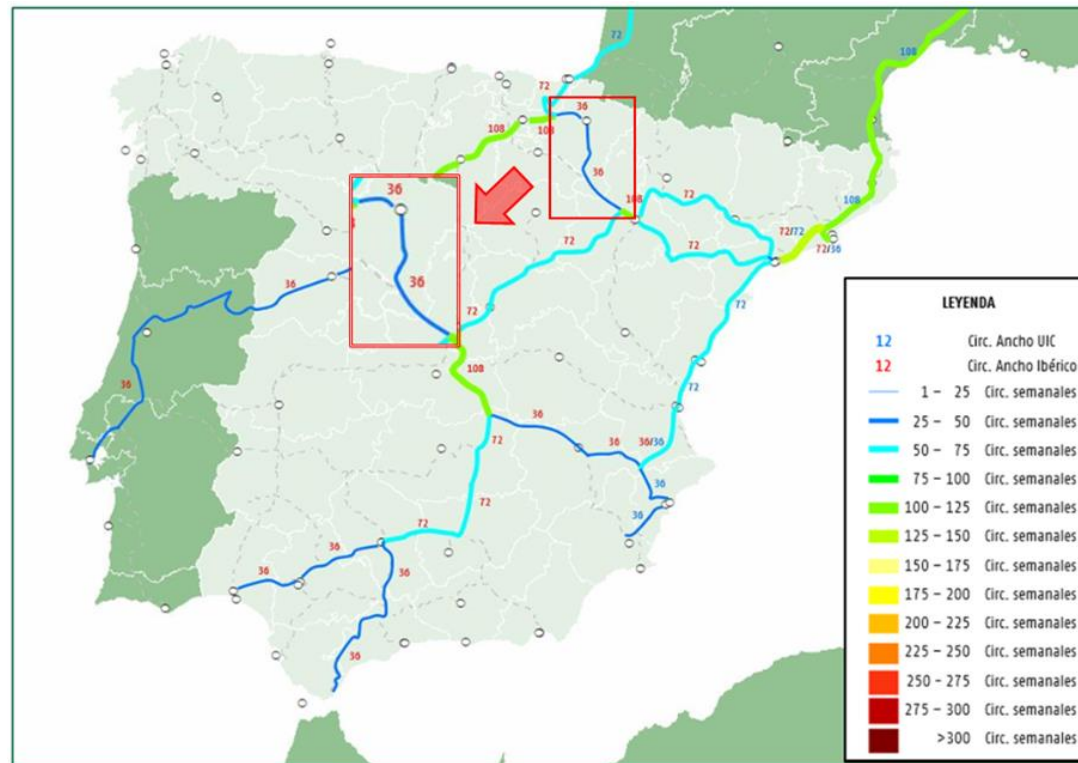 72
108
72
36
108
108
36
36
108
72
36
72
108
72/72
72/36
36
72
72
36
72
72
36
108
72
36
36
36/36
72
36
36
72
72
36
36
36
36
LEYENDA
12 Circ. Ancho UIC
12 Circ. Ancho Ibérico
1 - 25 Circ. semanales
25 - 50 Circ. semanales
50 - 75 Circ. semanales
75 - 100 Circ. semanales
100 - 125 Circ. semanales
125 - 150 Circ. semanales
150 - 175 Circ. semanales
175 - 200 Circ. semanales
200 - 225 Circ. semanales
225 - 250 Circ. semanales
250 - 275 Circ. semanales
275 - 300 Circ. semanales
>300 Circ. semanales